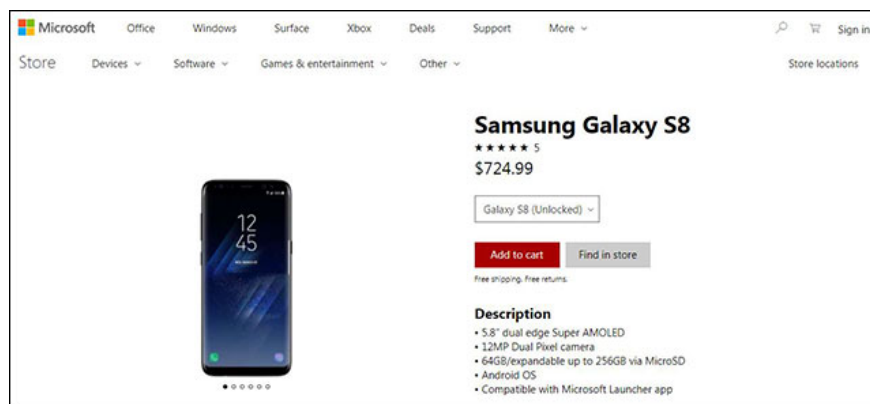 Microsoft Office Windows Surface Xbox Deals Support More Sign in
Store Devices Software Games & entertainment Other Store locations
Samsung Galaxy S8
★★★★★ 5
$724.99
Galaxy S8 (Unlocked)
Add to cart Find in store
Free shipping. Free returns.
12
45
Description
• 5.8" dual edge Super AMOLED
• 12MP Dual Pixel camera
• 64GB/expandable up to 256GB via MicroSD
• Android OS
• Compatible with Microsoft Launcher app